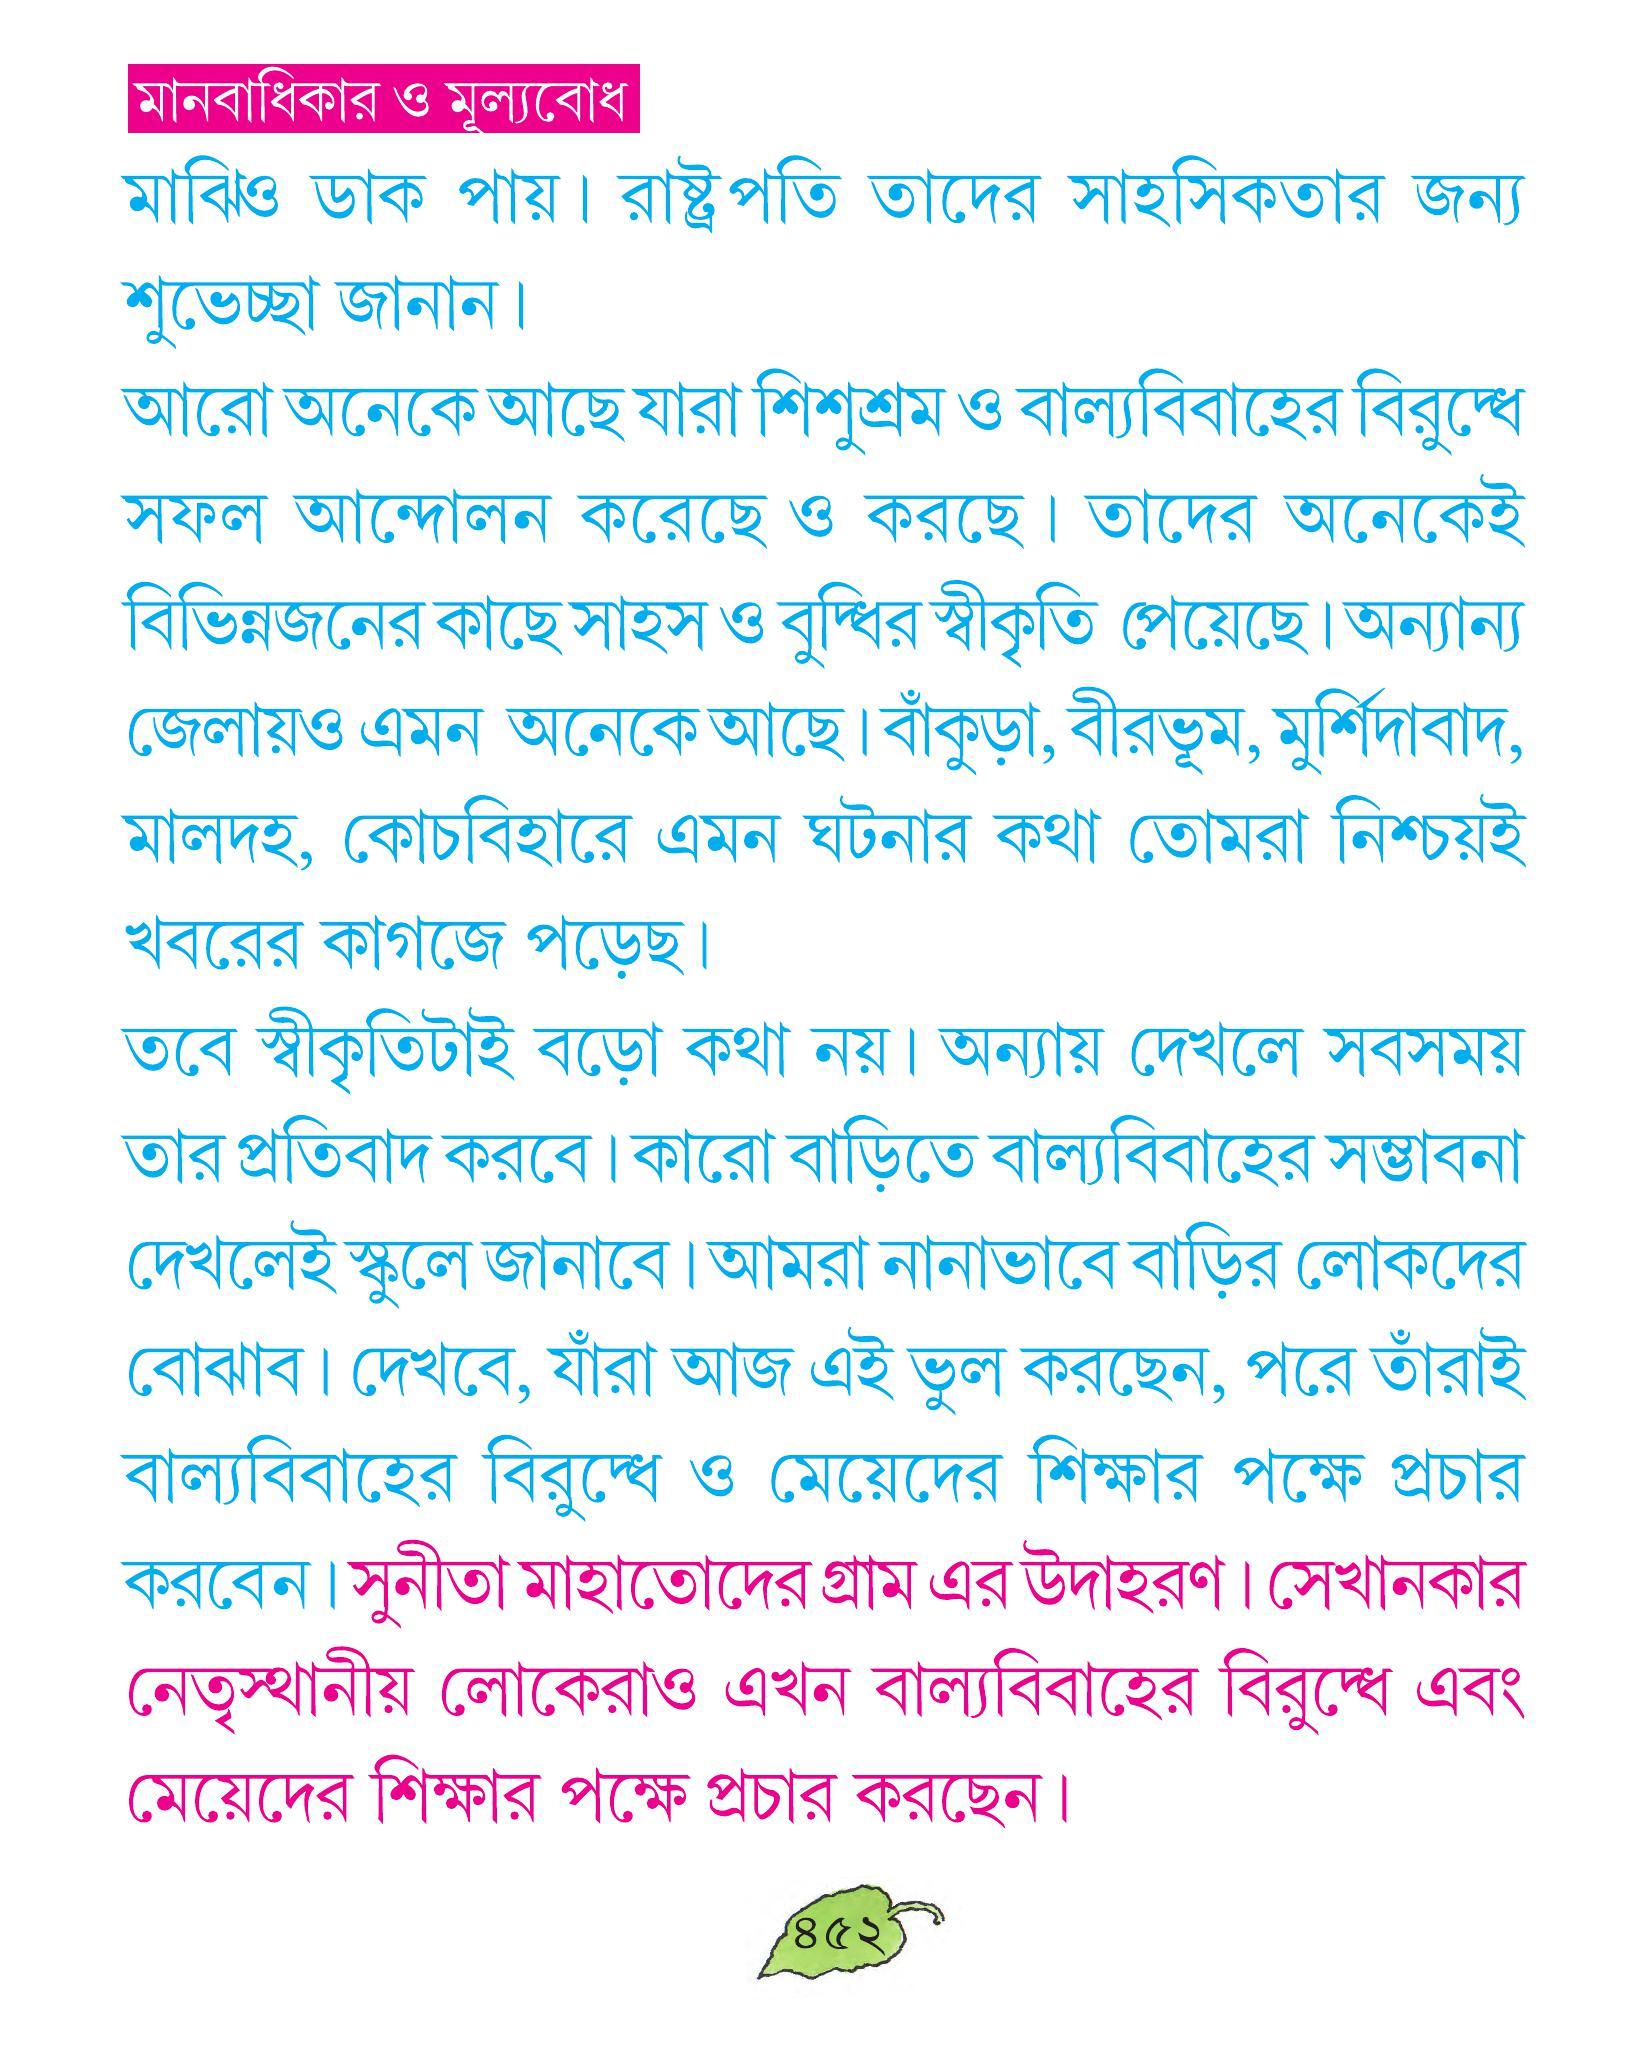 মানবাধিকার ও মূল্যবোধ
মাঝিও ডাক পায়। রাষ্ট্রপতি তাদের সাহসিকতার জন্য
শুভেচ্ছা জানান।
আরো অনেকে আছে যারা শিশুশ্রম ও বাল্যবিবাহের বিরুদ্ধে
সফল আন্দোলন করেছে ও করছে। তাদের অনেকেই
বিভিন্নজনের কাছে সাহস ও বুদ্ধির স্বীকৃতি পেয়েছে। অন্যান্য
জেলায়ও এমন অনেকে আছে। বাঁকুড়া, বীরভূম, মুর্শিদাবাদ,
মালদহ, কোচবিহারে এমন ঘটনার কথা তোমরা নিশ্চয়ই
খবরের কাগজে পড়েছ।
তবে স্বীকৃতিটাই বড়ো কথা নয়। অন্যায় দেখলে সবসময়
তার প্রতিবাদ করবে। কারো বাড়িতে বাল্যবিবাহের সম্ভাবনা
দেখলেই স্কুলে জানাবে। আমরা নানাভাবে বাড়ির লোকদের
বোঝাব। দেখবে, যাঁরা আজ এই ভুল করছেন, পরে তাঁরাই
বাল্যবিবাহের বিরুদ্ধে ও মেয়েদের শিক্ষার পক্ষে প্রচার
করবেন। সুনীতা মাহাতোদের গ্রাম এর উদাহরণ। সেখানকার
নেতৃস্থানীয় লোকেরাও এখন বাল্যবিবাহের বিরুদ্ধে এবং
মেয়েদের শিক্ষার পক্ষে প্রচার করছেন।
৪৫২